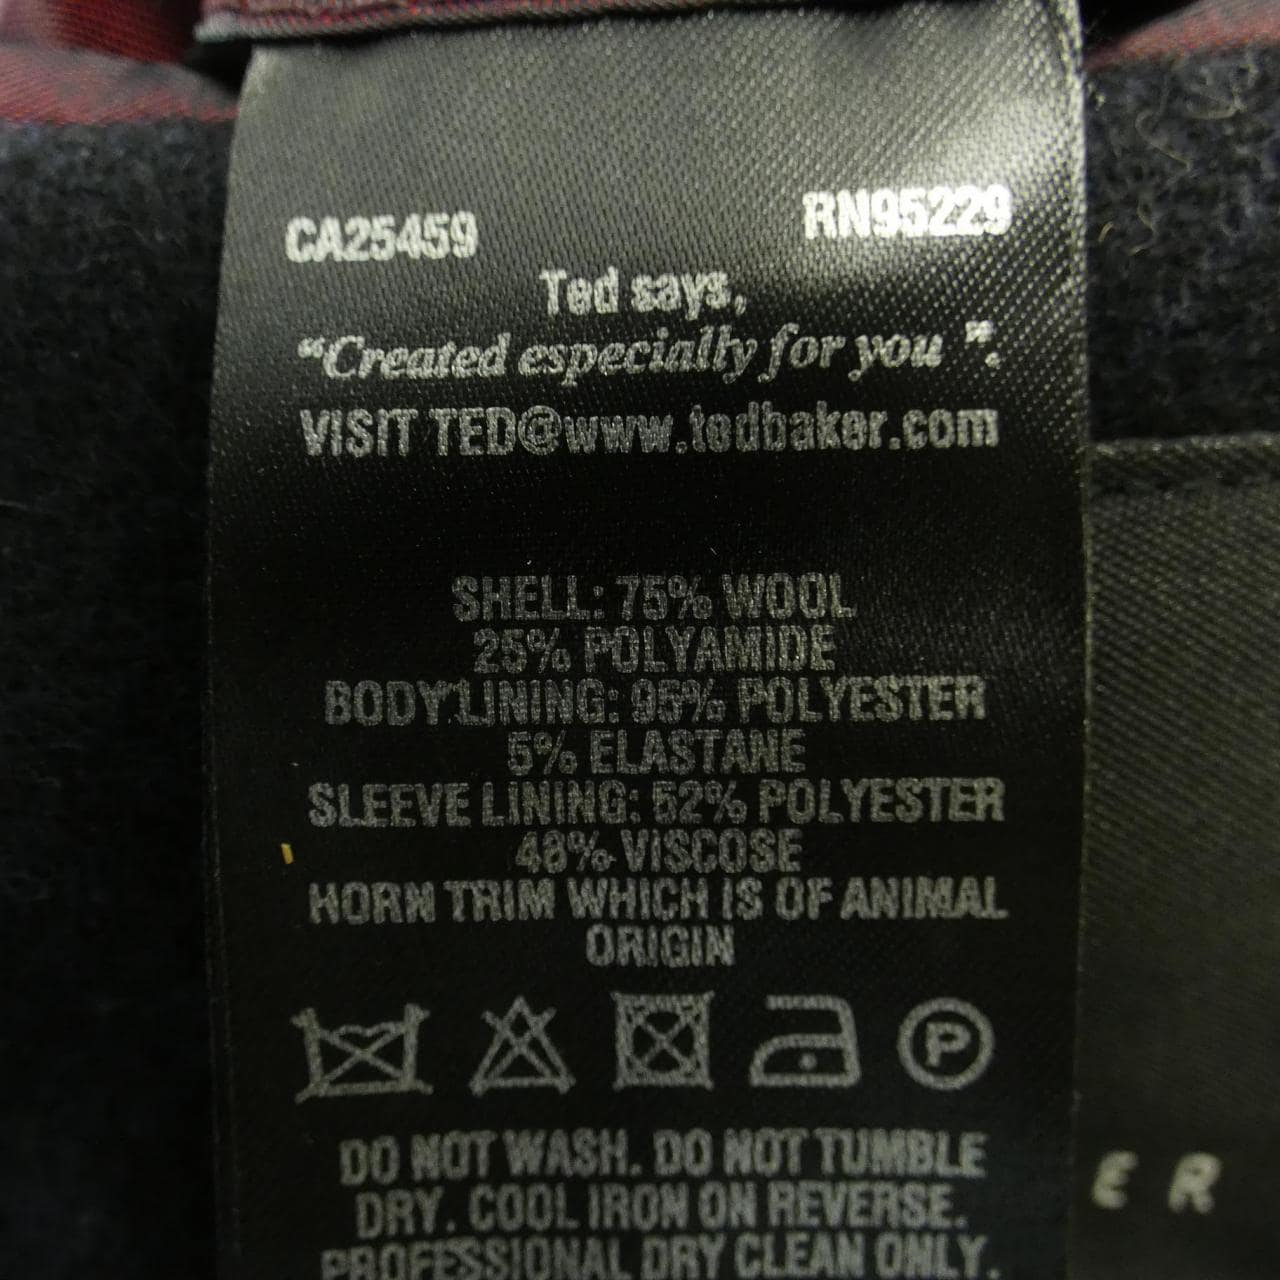 CA25459 RN95229
Ted says,
“Created especially for you ”.
VISIT TED@www.tedbaker.com
SHELL: 75% WOOL
25% POLYAMIDE
BODY LINING: 95% POLYESTER
5% ELASTANE
SLEEVE LINING: 52% POLYESTER
48% VISCOSE
HORN TRIM WHICH IS OF ANIMAL
ORIGIN
P
DO NOT WASH. DO NOT TUMBLE
DRY. COOL IRON ON REVERSE.
PROFESSIONAL DRY CLEAN ONLY.
E R